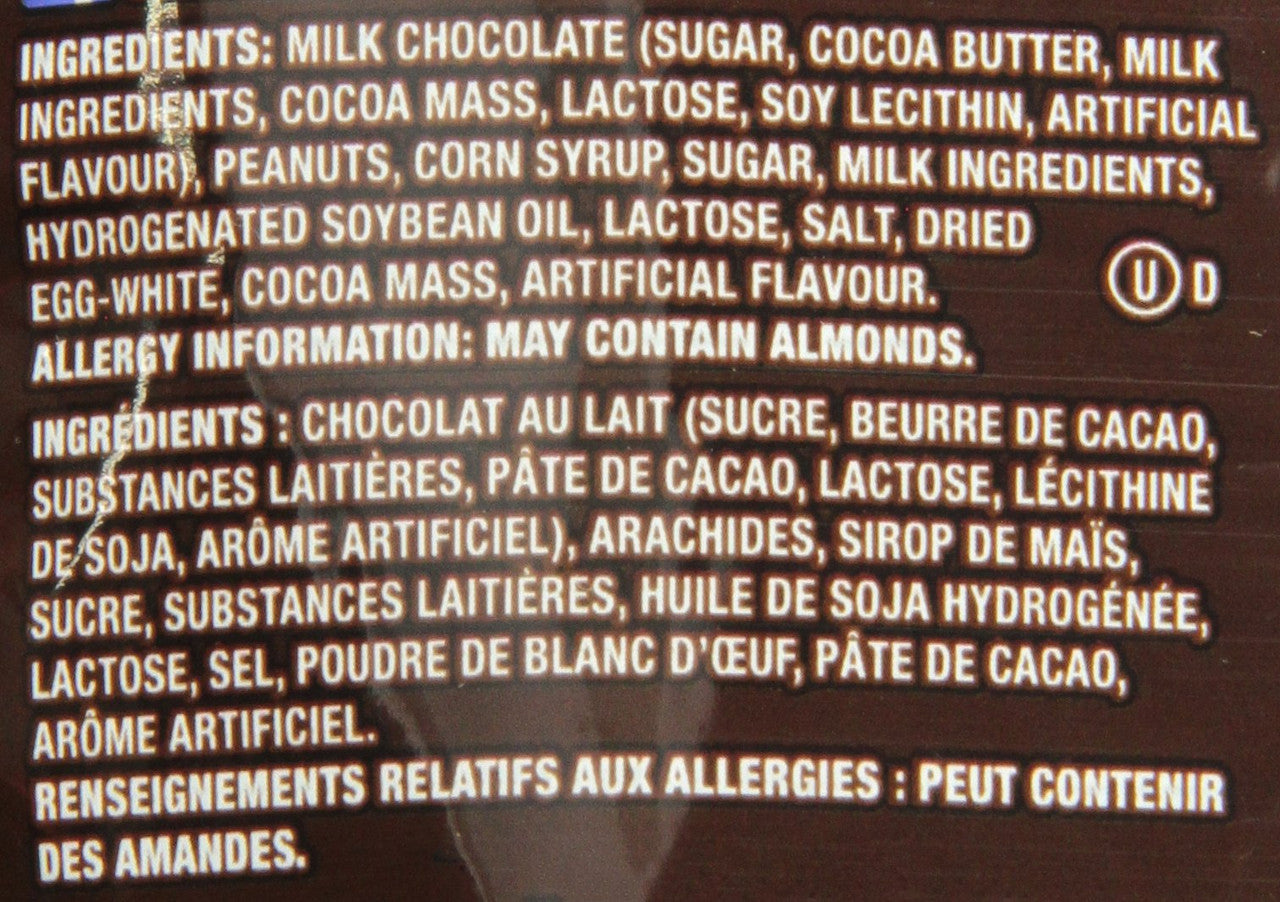 INGREDIENTS: MILK CHOCOLATE (SUGAR, COCOA BUTTER, MILK
INGREDIENTS, COCOA MASS, LACTOSE, SOY LECITHIN, ARTIFICIAL
FLAVOUR), PEANUTS, CORN SYRUP, SUGAR, MILK INGREDIENTS,
HYDROGENATED SOYBEAN OIL, LACTOSE, SALT, DRIED
EGG-WHITE, COCOA MASS, ARTIFICIAL FLAVOUR.
U D
ALLERGY INFORMATION: MAY CONTAIN ALMONDS.
INGRÉDIENTS : CHOCOLAT AU LAIT (SUCRE, BEURRE DE CACAO,
SUBSTANCES LAITIÈRES, PÂTE DE CACAO, LACTOSE, LÉCITHINE
DE SOJA, ARÔME ARTIFICIEL), ARACHIDES, SIROP DE MAÏS,
SUCRE, SUBSTANCES LAITIÈRES, HUILE DE SOJA HYDROGÉNÉE,
LACTOSE, SEL, POUDRE DE BLANC D'ŒUF, PÂTE DE CACAO,
ARÔME ARTIFICIEL.
RENSEIGNEMENTS RELATIFS AUX ALLERGIES : PEUT CONTENIR
DES AMANDES.